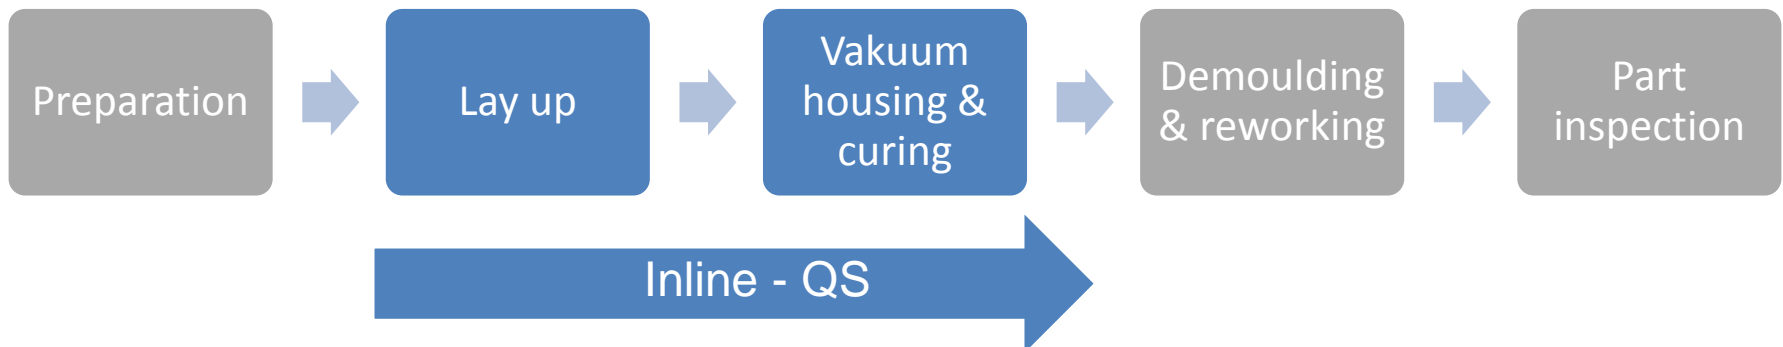 Preparation
Lay up
Vakuum
housing &
curing
Demoulding
& reworking
Part
inspection
Inline - QS